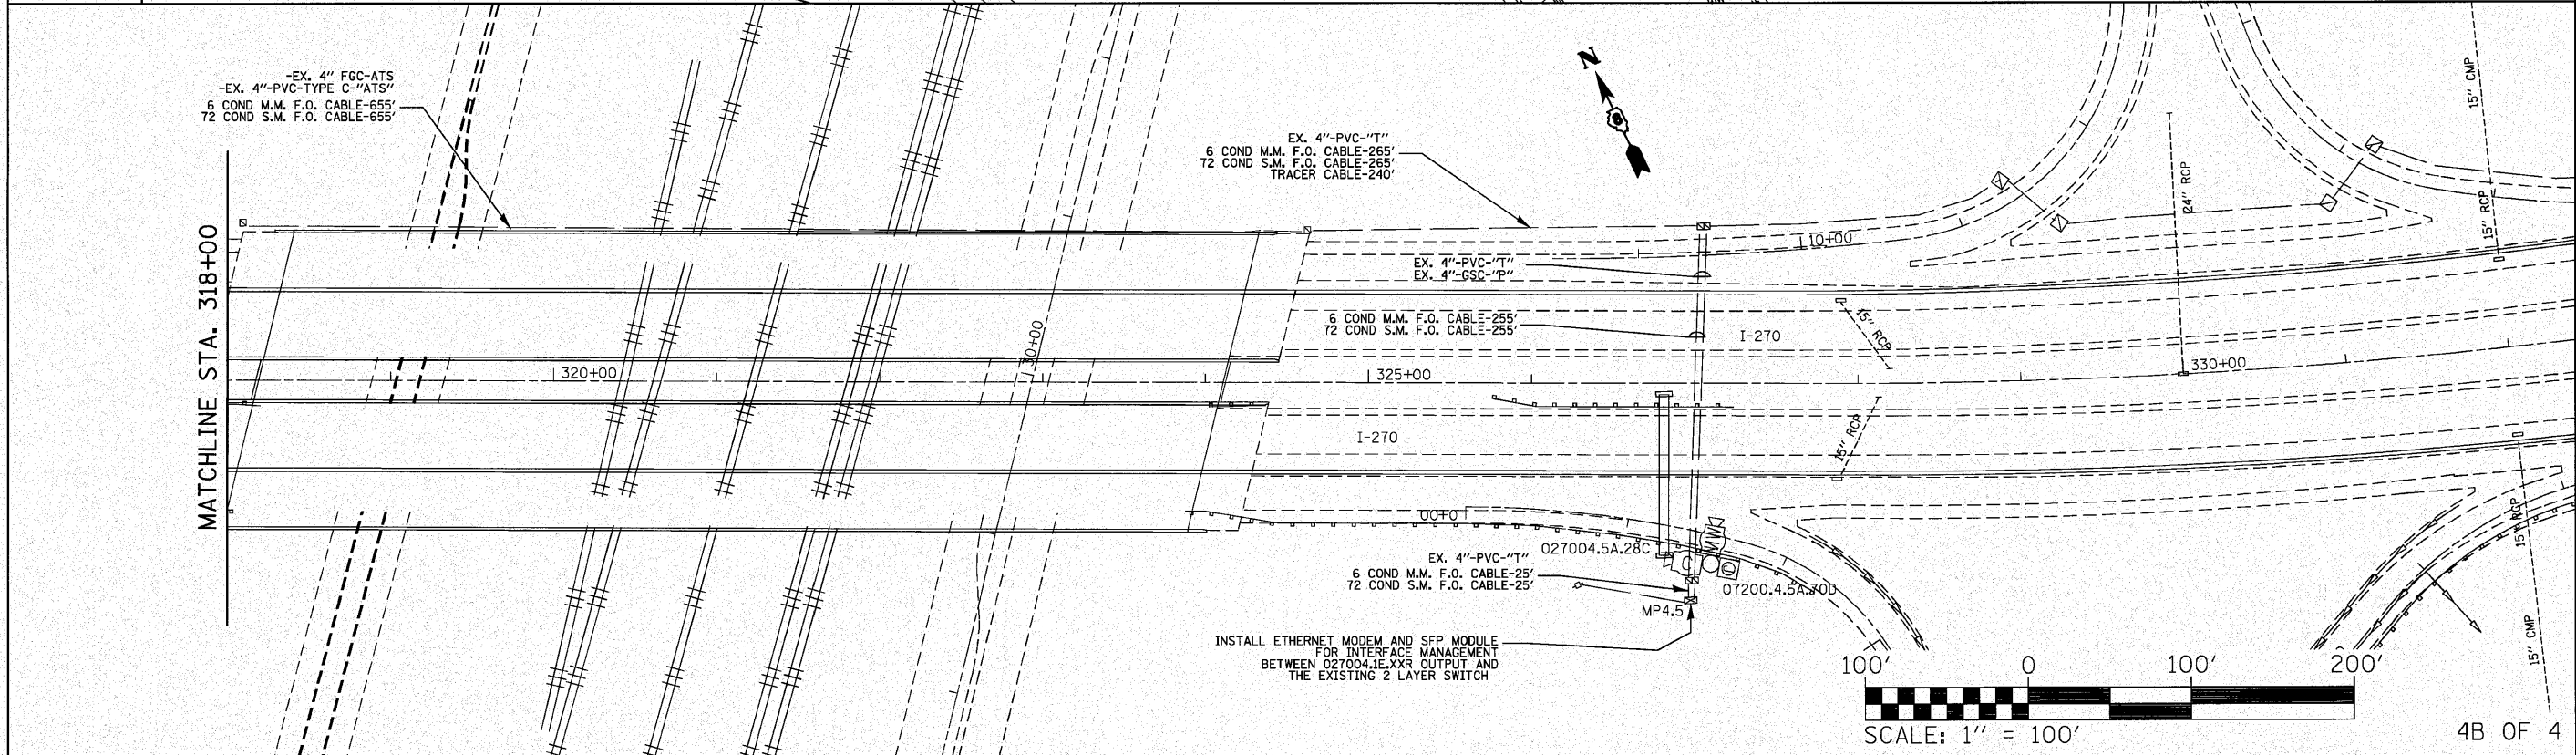 -EX. 4" FGC-ATS
-EX. 4"-PVC-TYPE C-"ATS"
6 COND M.M. F.O. CABLE-655'
72 COND S.M. F.O. CABLE-655'
N
8
EX. 4"-PVC-"T"
6 COND M.M. F.O. CABLE-265'
72 COND S.M. F.O. CABLE-265'
TRACER CABLE-240'
15" CMP
24" RCP
15" RCP
10+00
EX. 4"-PVC-"T"
EX. 4"-GSC-"P"
MATCHLINE STA. 318+00
6 COND M.M. F.O. CABLE-255'
72 COND S.M. F.O. CABLE-255'
I-270
15" RCP
30+00
320+00
325+00
330+00
I-270
15" RCP
00+0
15" RCP
MW
C
D
027004.5A.28C
07200.4.5A.70D
EX. 4"-PVC-"T"
6 COND M.M. F.O. CABLE-25'
72 COND S.M. F.O. CABLE-25'
MP4.5
INSTALL ETHERNET MODEM AND SFP MODULE
FOR INTERFACE MANAGEMENT
BETWEEN 027004.1E.XXR OUTPUT AND
THE EXISTING 2 LAYER SWITCH
15" CMP
100' 0 100' 200'
SCALE: 1" = 100'
4B OF 4